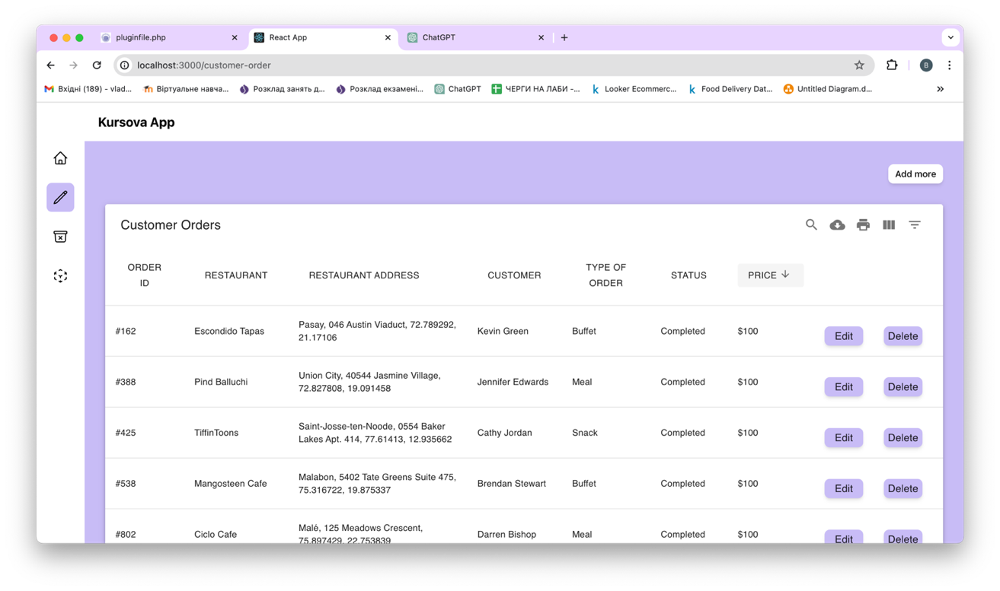 pluginfile.php
React App
ChatGPT
localhost:3000/customer-order
B
Вхідні (189) - vlad...
Віртуальне навча...
Розклад занять д...
Розклад екзамені...
ChatGPT
ЧЕРГИ НА ЛАБИ -...
Looker Ecommerc...
Food Delivery Dat...
Untitled Diagram.d...
Kursova App
Add more
Customer Orders
ORDER
ID
RESTAURANT
RESTAURANT ADDRESS
CUSTOMER
TYPE OF
ORDER
STATUS
PRICE
#162
Escondido Tapas
Pasay, 046 Austin Viaduct, 72.789292,
21.17106
Kevin Green
Buffet
Completed
$100
Edit
Delete
#388
Pind Balluchi
Union City, 40544 Jasmine Village,
72.827808, 19.091458
Jennifer Edwards
Meal
Completed
$100
Edit
Delete
#425
TiffinToons
Saint-Josse-ten-Noode, 0554 Baker
Lakes Apt. 414, 77.61413, 12.935662
Cathy Jordan
Snack
Completed
$100
Edit
Delete
#538
Mangosteen Cafe
Malabon, 5402 Tate Greens Suite 475,
75.316722, 19.875337
Brendan Stewart
Buffet
Completed
$100
Edit
Delete
#802
Ciclo Cafe
Malé, 125 Meadows Crescent,
75.897429, 22.753839
Darren Bishop
Meal
Completed
$100
Edit
Delete